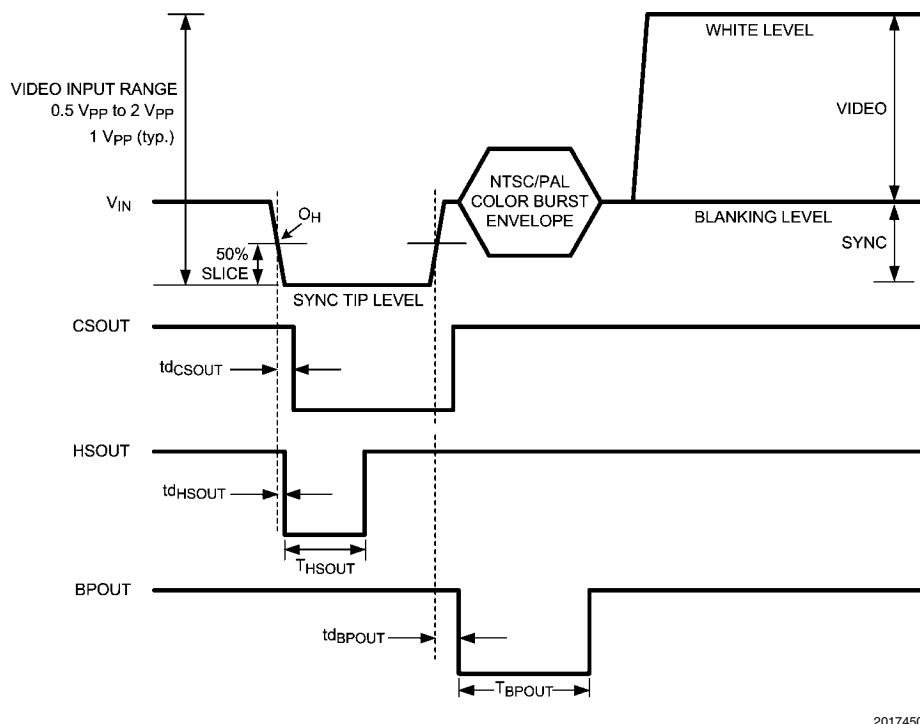 WHITE LEVEL
VIDEO INPUT RANGE
0.5 VPP to 2 VPP
1 VPP (typ.)
VIDEO
NTSC/PAL
COLOR BURST
ENVELOPE
VIN
OH
BLANKING LEVEL
50%
SLICE
SYNC
SYNC TIP LEVEL
CSOUT
tdCSOUT
HSOUT
tdHSOUT
THSOUT
BPOUT
tdBPOUT
TBPOUT